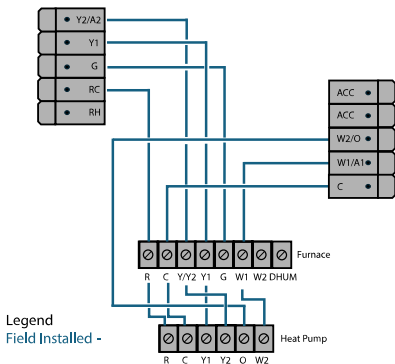 Y2/A2
Y1
G
RC
RH
ACC
ACC
W2/O
W1/A1
C
Furnace
R C Y/Y2 Y1 G W1 W2 DHUM
Legend
Field Installed -
Heat Pump
R C Y1 Y2 O W2